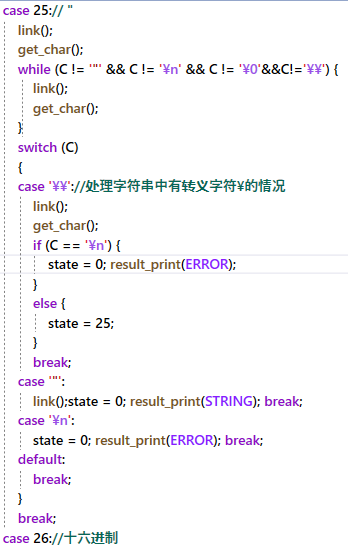 case 25:// "
link();
get_char();
while (C != '"' && C != '¥n' && C != '¥0'&&C!='¥¥') {
link();
get_char();
}
switch (C)
{
case '¥¥'://处理字符串中有转义字符¥的情况
link();
get_char();
if (C == '¥n') {
state = 0; result_print(ERROR);
}
else {
state = 25;
}
break;
case '"':
link();state = 0; result_print(STRING); break;
case '¥n':
state = 0; result_print(ERROR); break;
default:
break;
}
break;
case 26://十六进制